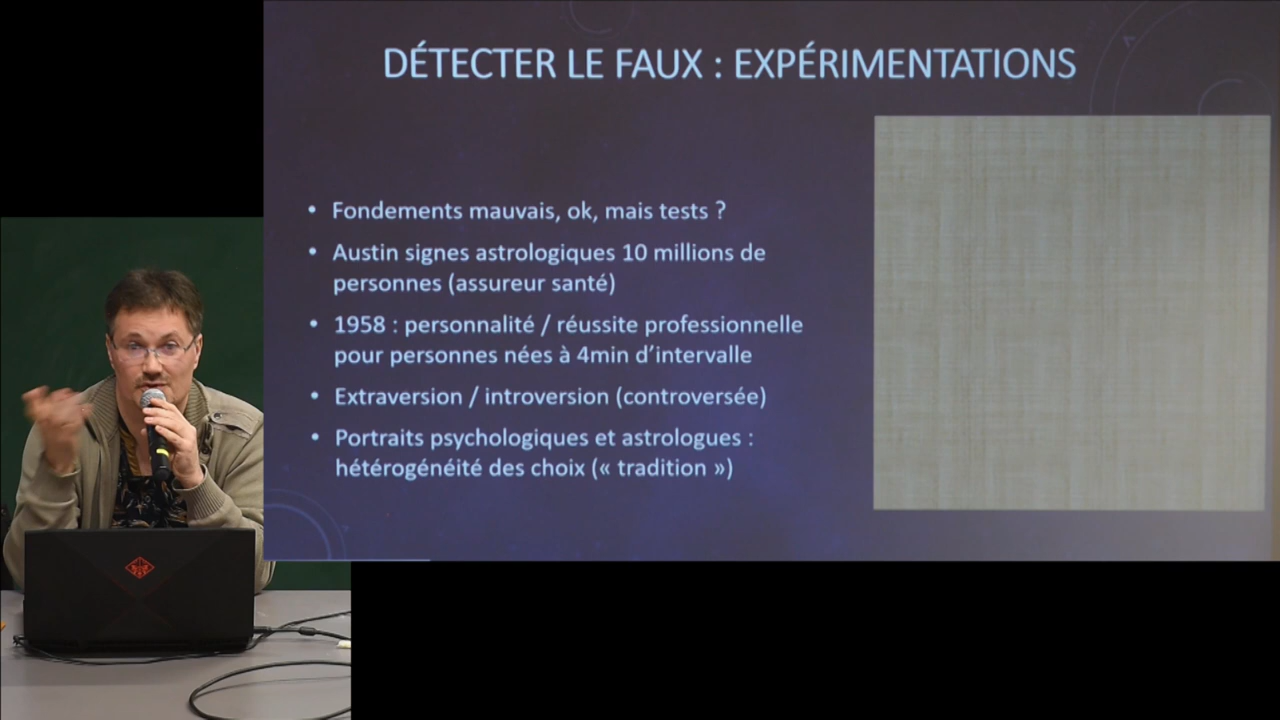 DÉTECTER LE FAUX : EXPÉRIMENTATIONS
• Fondements mauvais, ok, mais tests ?
• Austin signes astrologiques 10 millions de
personnes (assureur santé)
• 1958 : personnalité / réussite professionnelle
pour personnes nées à 4min d’intervalle
• Extraversion / introversion (controversée)
• Portraits psychologiques et astrologues :
hétérogénéité des choix (« tradition »)